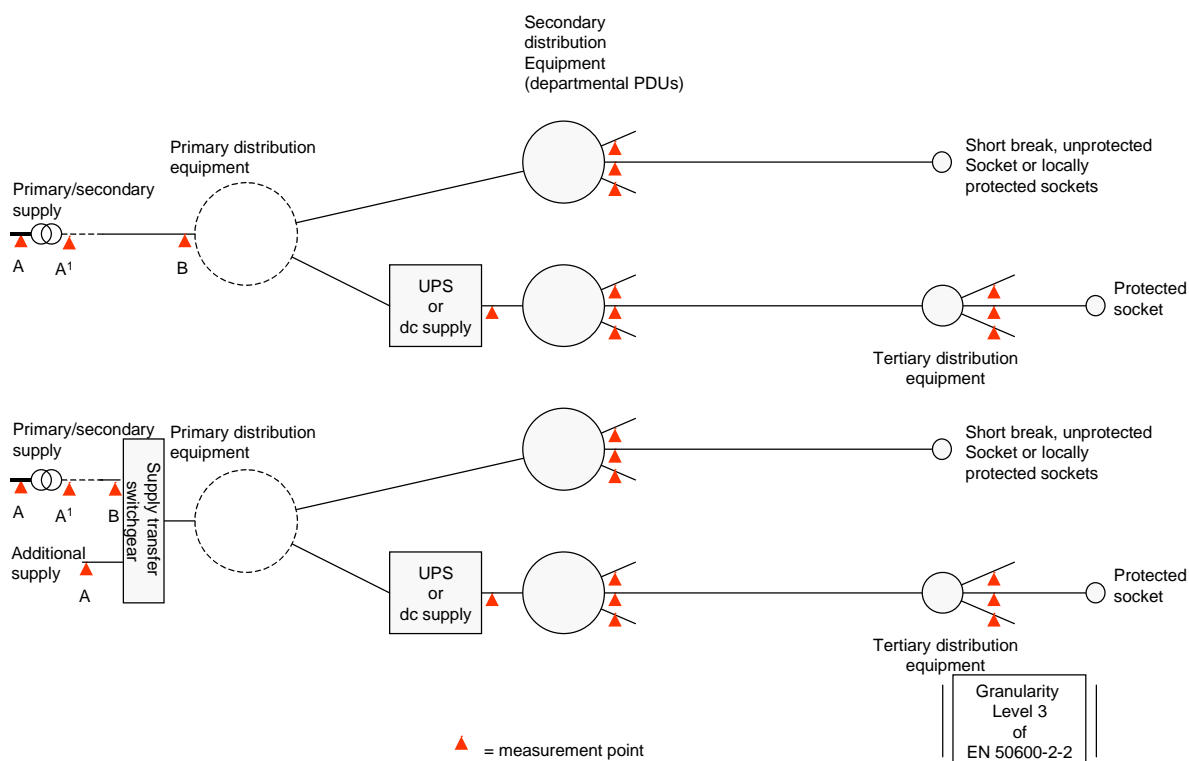 Secondary
distribution
Equipment
(departmental PDUs)
Primary distribution
equipment
Short break, unprotected
Socket or locally
protected sockets
Primary/secondary
supply
A
A¹
B
UPS
or
dc supply
Protected
socket
Tertiary distribution
equipment
Primary/secondary
supply
Primary distribution
equipment
Short break, unprotected
Socket or locally
protected sockets
A
A¹
B
Supply transfer
switchgear
Additional
supply
A
UPS
or
dc supply
Protected
socket
Tertiary distribution
equipment
Granularity
Level 3
of
EN 50600-2-2
= measurement point